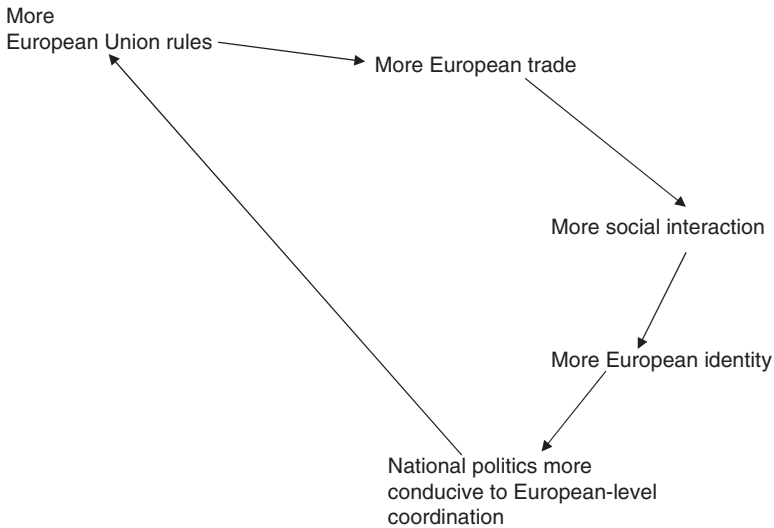 More
European Union rules
More European trade
More social interaction
More European identity
National politics more
conducive to European-level
coordination